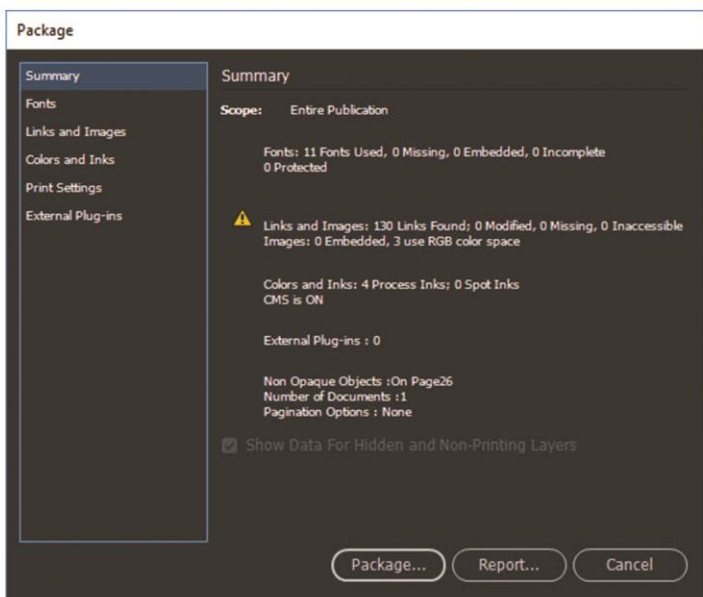 Package
Summary
Fonts
Links and Images
Colors and Inks
Print Settings
External Plug-ins
Summary
Scope: Entire Publication
Fonts: 11 Fonts Used, 0 Missing, 0 Embedded, 0 Incomplete
0 Protected
Links and Images: 130 Links Found; 0 Modified, 0 Missing, 0 Inaccessible
Images: 0 Embedded, 3 use RGB color space
Colors and Inks: 4 Process Inks; 0 Spot Inks
CMS is ON
External Plug-ins : 0
Non Opaque Objects :On Page26
Number of Documents :1
Pagination Options : None
Show Data For Hidden and Non-Printing Layers
Package... Report... Cancel